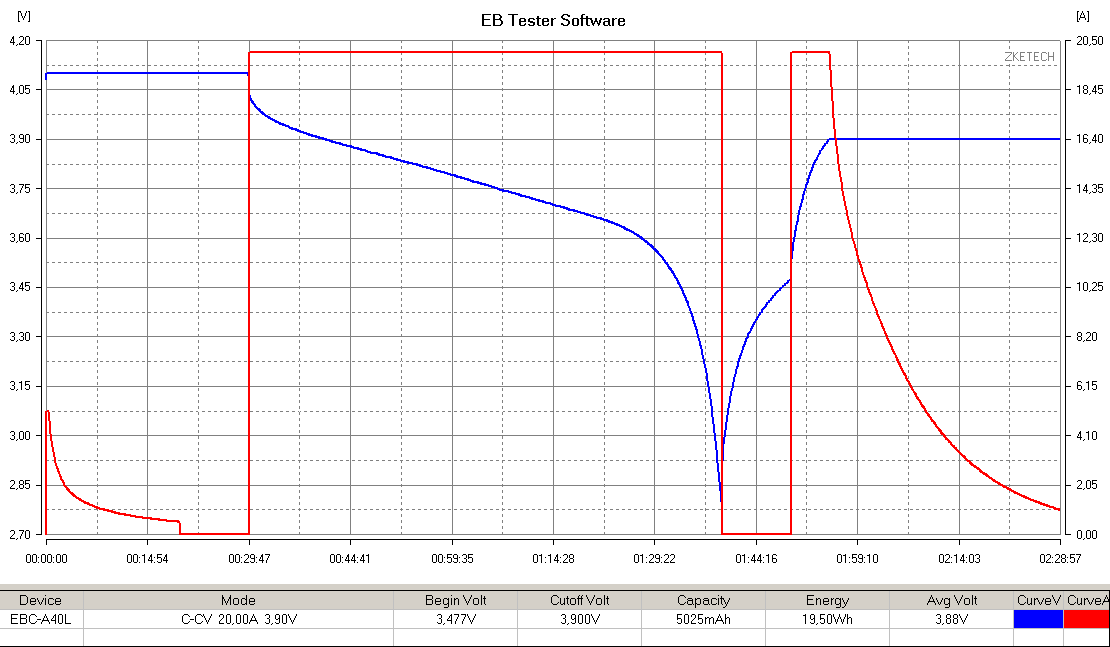 [V] EB Tester Software [A]
ZKETECH
4,20 20,50
4,05 18,45
3,90 16,40
3,75 14,35
3,60 12,30
3,45 10,25
3,30 8,20
3,15 6,15
3,00 4,10
2,85 2,05
2,70 0,00
00:00:00 00:14:54 00:29:47 00:44:41 00:59:35 01:14:28 01:29:22 01:44:16 01:59:10 02:14:03 02:28:57
Device Mode Begin Volt Cutoff Volt Capacity Energy Avg Volt CurveV CurveA
EBC-A40L C-CV 20,00A 3,90V 3,477V 3,900V 5025mAh 19,50Wh 3,88V